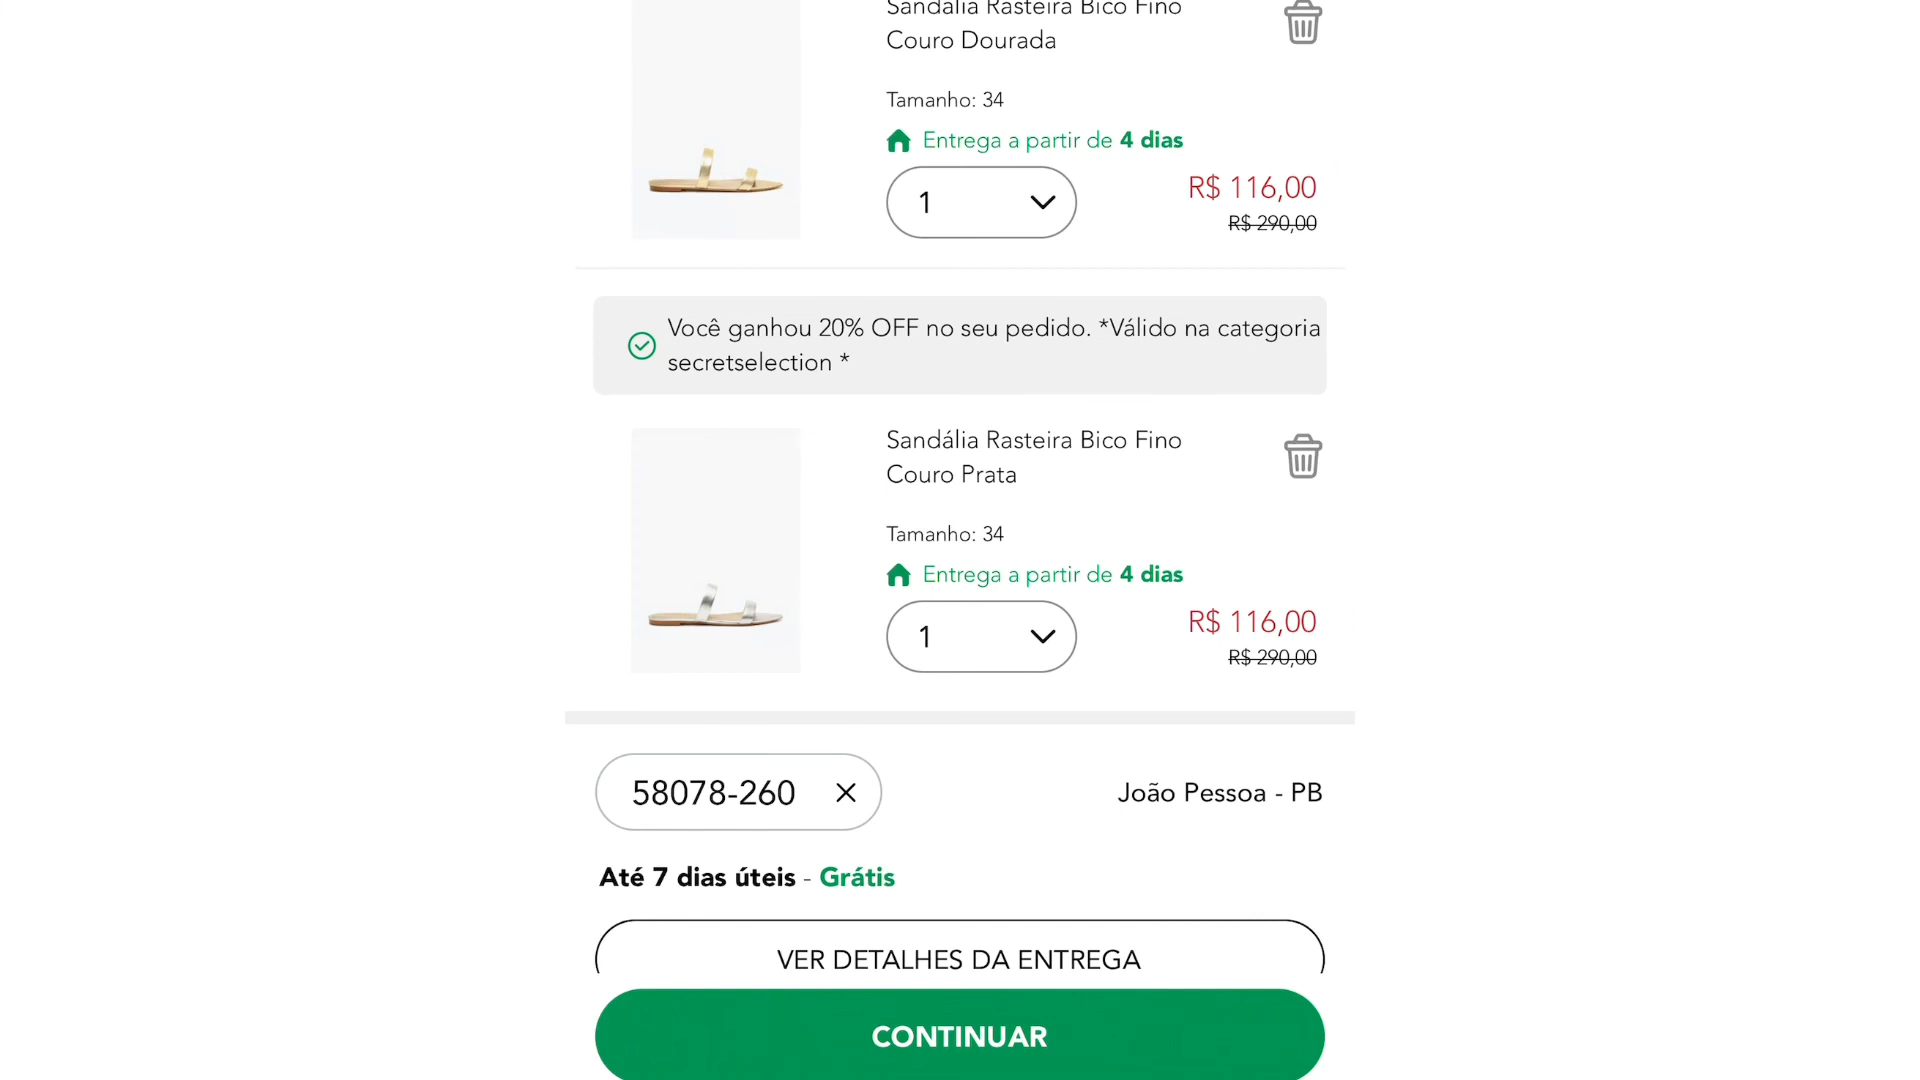 Sandália Rasteira Bico Fino
Couro Dourada
Tamanho: 34
Entrega a partir de 4 dias
1
R$ 116,00
R$ 290,00
Você ganhou 20% OFF no seu pedido. *Válido na categoria
secretselection *
Sandália Rasteira Bico Fino
Couro Prata
Tamanho: 34
Entrega a partir de 4 dias
1
R$ 116,00
R$ 290,00
58078-260
João Pessoa - PB
Até 7 dias úteis - Grátis
VER DETALHES DA ENTREGA
CONTINUAR